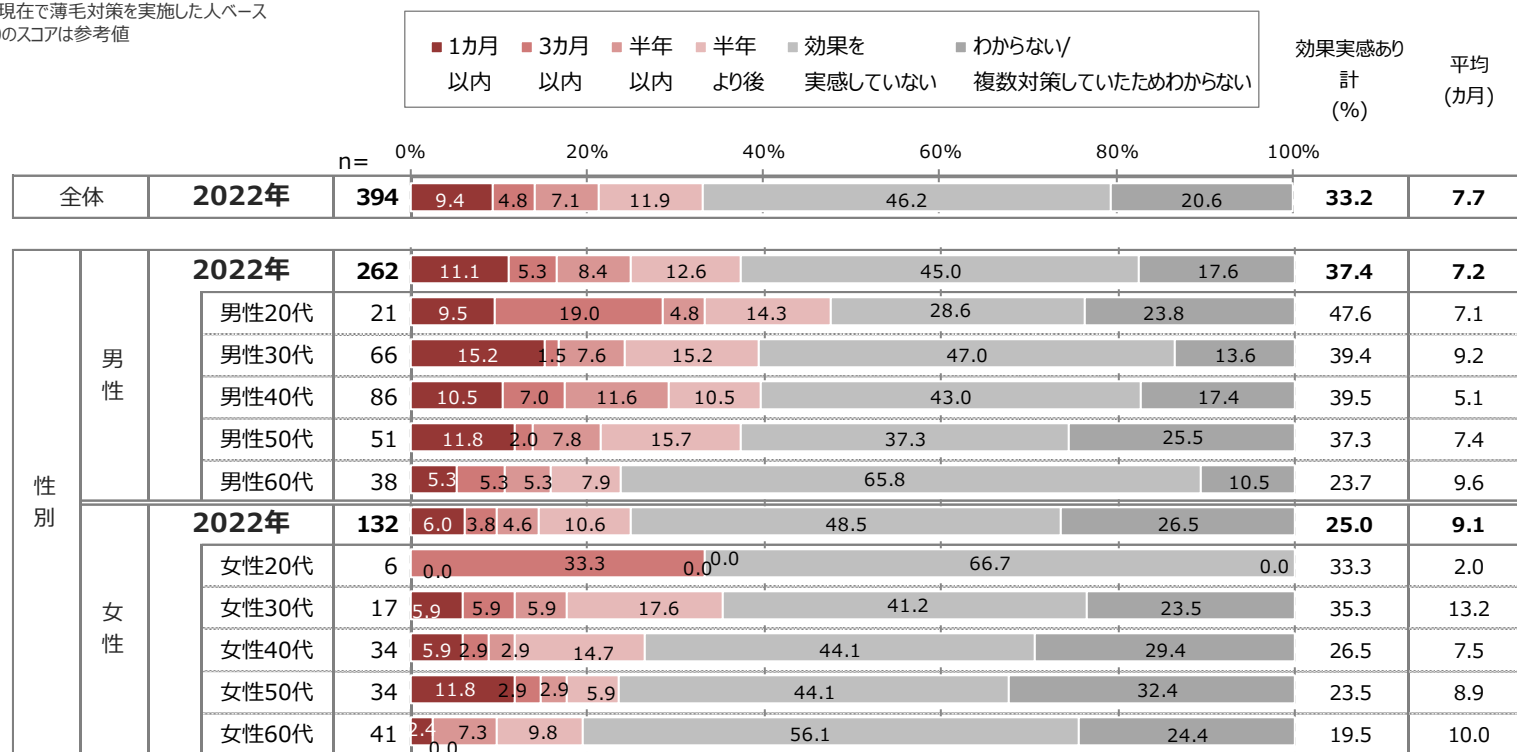 現在で薄毛対策を実施した人ベース
のスコアは参考値
■1カ月以内 ■3カ月以内 ■半年以内 ■半年より後 ■効果を実感していない ■わからない/複数対策していたためわからない
効果実感あり計(%)
平均(カ月)
n= 0% 20% 40% 60% 80% 100%
全体 2022年 394 9.4 4.8 7.1 11.9 46.2 20.6 33.2 7.7
性別
男性
2022年 262 11.1 5.3 8.4 12.6 45.0 17.6 37.4 7.2
男性20代 21 9.5 19.0 4.8 14.3 28.6 23.8 47.6 7.1
男性30代 66 15.2 1.5 7.6 15.2 47.0 13.6 39.4 9.2
男性40代 86 10.5 7.0 11.6 10.5 43.0 17.4 39.5 5.1
男性50代 51 11.8 2.0 7.8 15.7 37.3 25.5 37.3 7.4
男性60代 38 5.3 5.3 5.3 7.9 65.8 10.5 23.7 9.6
女性
2022年 132 6.0 3.8 4.6 10.6 48.5 26.5 25.0 9.1
女性20代 6 0.0 33.3 0.0 0.0 66.7 0.0 33.3 2.0
女性30代 17 5.9 5.9 5.9 17.6 41.2 23.5 35.3 13.2
女性40代 34 5.9 2.9 2.9 14.7 44.1 29.4 26.5 7.5
女性50代 34 11.8 2.9 2.9 5.9 44.1 32.4 23.5 8.9
女性60代 41 2.4 0.0 7.3 9.8 56.1 24.4 19.5 10.0